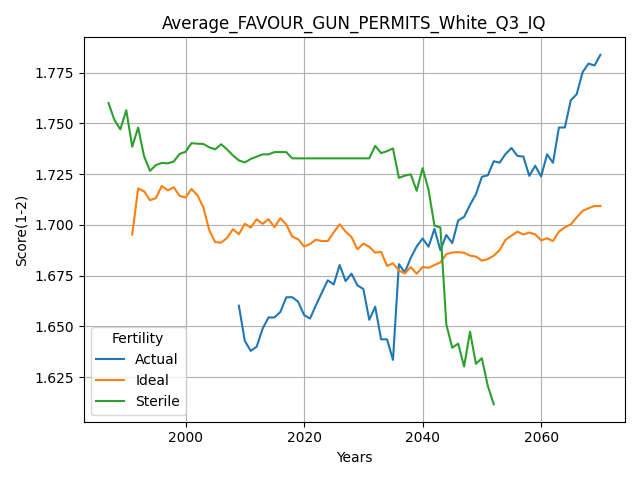 Average_FAVOUR_GUN_PERMITS_White_Q3_IQ
1.775
1.750
1.725
1.700
1.675
1.650
1.625
Score(1-2)
Fertility
Actual
Ideal
Sterile
2000
2020
2040
2060
Years